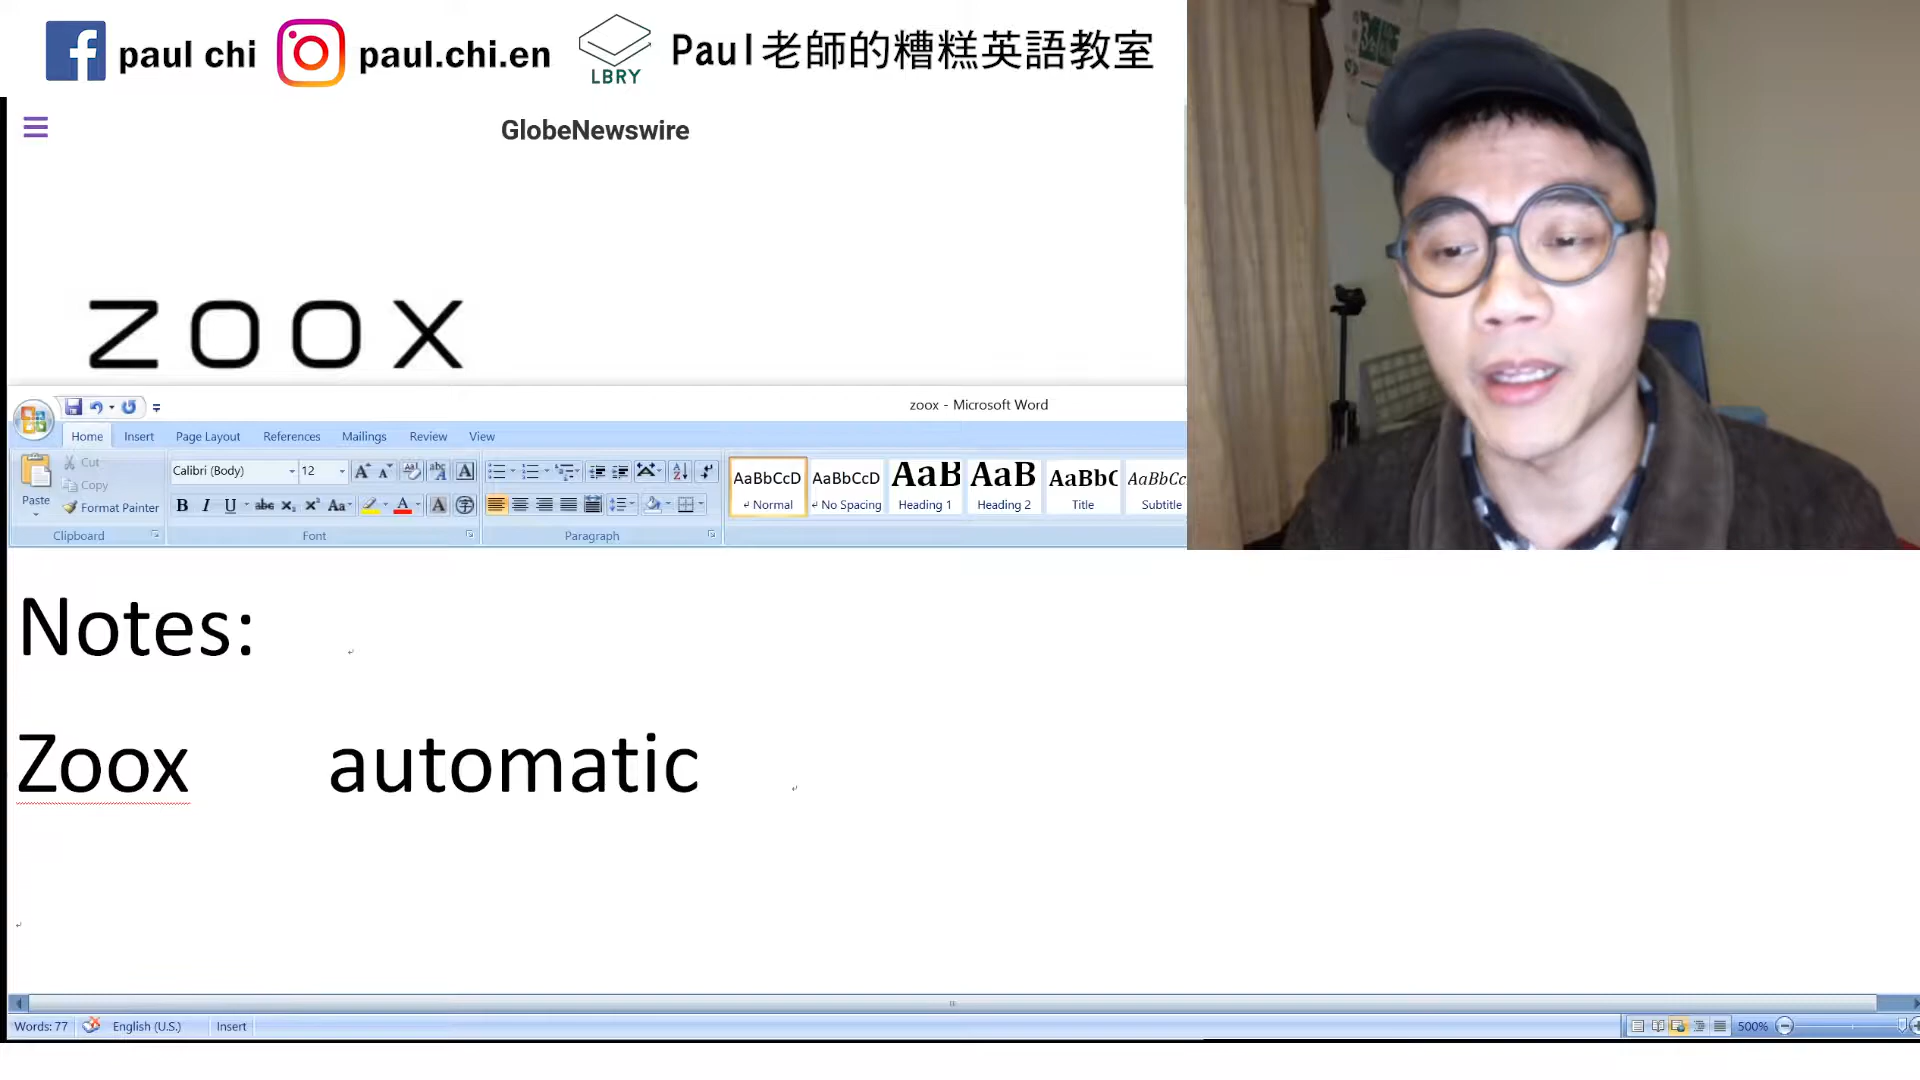 paul chi paul.chi.en LBRY Paul老師的糟糕英語教室
GlobeNewswire
ZOOX
zoox - Microsoft Word
Home Insert Page Layout References Mailings Review View
Cut
Copy
Format Painter
Paste
Clipboard
Calibri (Body) 12
Font
Paragraph
AaBbCcD AaBbCcD AaB AaB AaBbC AaBbCc
Normal No Spacing Heading 1 Heading 2 Title Subtitle
Notes:
Zoox automatic
Words: 77 English (U.S.) Insert 500%